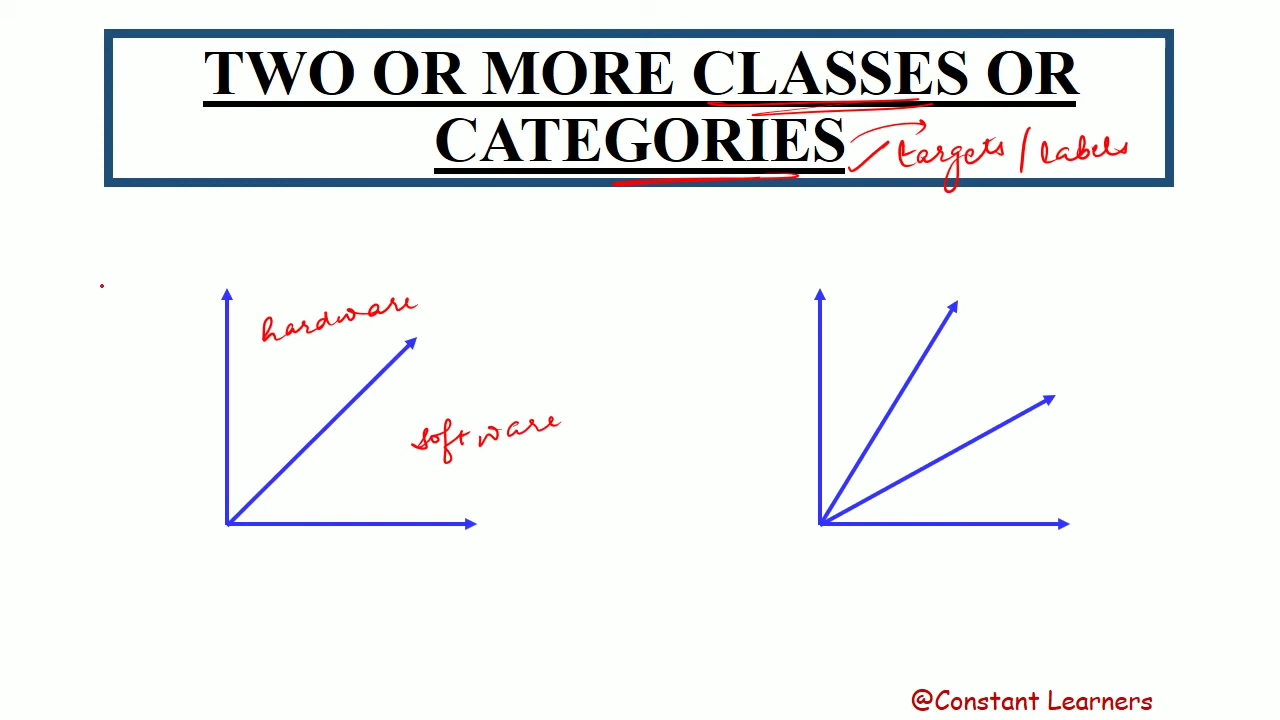 TWO OR MORE CLASSES OR
CATEGORIES
targets / labels
hardware
software
@Constant Learners